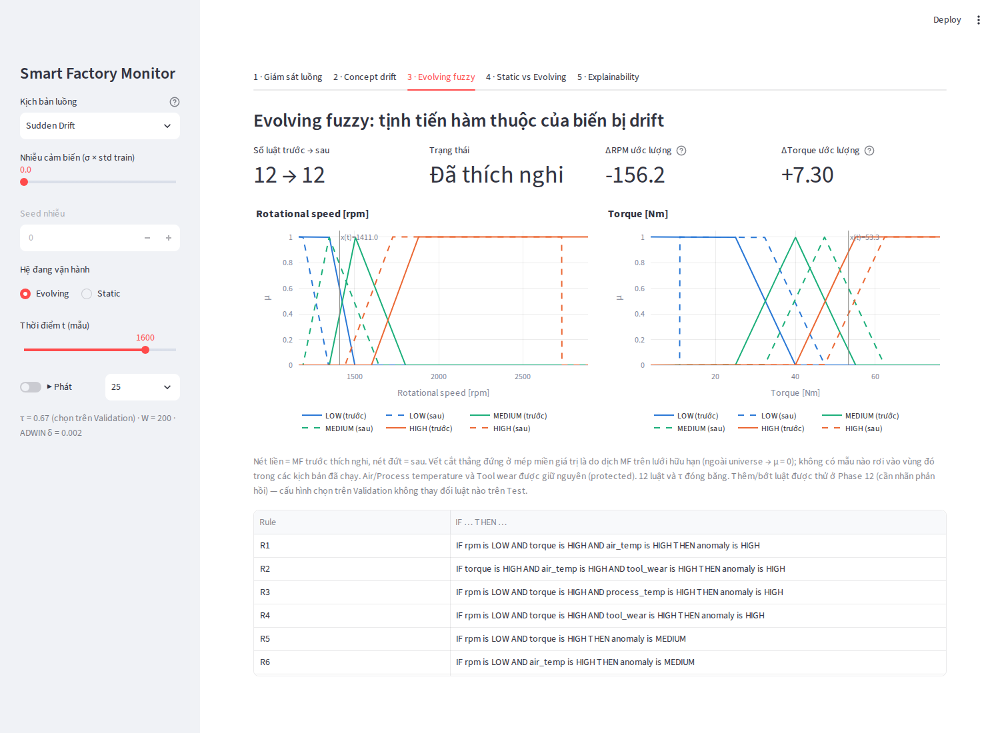 Deploy
Smart Factory Monitor
Kịch bản luồng
Sudden Drift
Nhiễu cảm biến (σ × std train)
0.0
Seed nhiễu
0
Hệ đang vận hành
Evolving
Static
Thời điểm t (mẫu)
1600
Phát
25
τ = 0.67 (chọn trên Validation) · W = 200 ·
ADWIN δ = 0.002
1 · Giám sát luồng
2 · Concept drift
3 · Evolving fuzzy
4 · Static vs Evolving
5 · Explainability
Evolving fuzzy: tịnh tiến hàm thuộc của biến bị drift
Số luật trước → sau
12 → 12
Trạng thái
Đã thích nghi
ΔRPM ước lượng
-156.2
ΔTorque ước lượng
+7.30
Rotational speed [rpm]
1
0.8
0.6
0.4
0.2
0
μ
x(t)=1411.0
1500
2000
2500
Rotational speed [rpm]
LOW (trước)
LOW (sau)
MEDIUM (trước)
MEDIUM (sau)
HIGH (trước)
HIGH (sau)
Torque [Nm]
1
0.8
0.6
0.4
0.2
0
μ
x(t)=53.3
20
40
60
Torque [Nm]
LOW (trước)
LOW (sau)
MEDIUM (trước)
MEDIUM (sau)
HIGH (trước)
HIGH (sau)
Nét liền = MF trước thích nghi, nét đứt = sau. Vết cắt thẳng đứng ở mép miền giá trị là do dịch MF trên lưới hữu hạn (ngoài universe → μ = 0); không có mẫu nào rơi vào vùng đó
trong các kịch bản đã chạy. Air/Process temperature và Tool wear được giữ nguyên (protected). 12 luật và τ đóng băng. Thêm/bớt luật được thử ở Phase 12 (cần nhãn phản
hồi) — cấu hình chọn trên Validation không thay đổi luật nào trên Test.
Rule
IF … THEN …
R1
IF rpm is LOW AND torque is HIGH AND air_temp is HIGH THEN anomaly is HIGH
R2
IF torque is HIGH AND air_temp is HIGH AND tool_wear is HIGH THEN anomaly is HIGH
R3
IF rpm is LOW AND torque is HIGH AND process_temp is HIGH THEN anomaly is HIGH
R4
IF rpm is LOW AND torque is HIGH AND tool_wear is HIGH THEN anomaly is HIGH
R5
IF rpm is LOW AND torque is HIGH THEN anomaly is MEDIUM
R6
IF rpm is LOW AND air_temp is HIGH THEN anomaly is MEDIUM